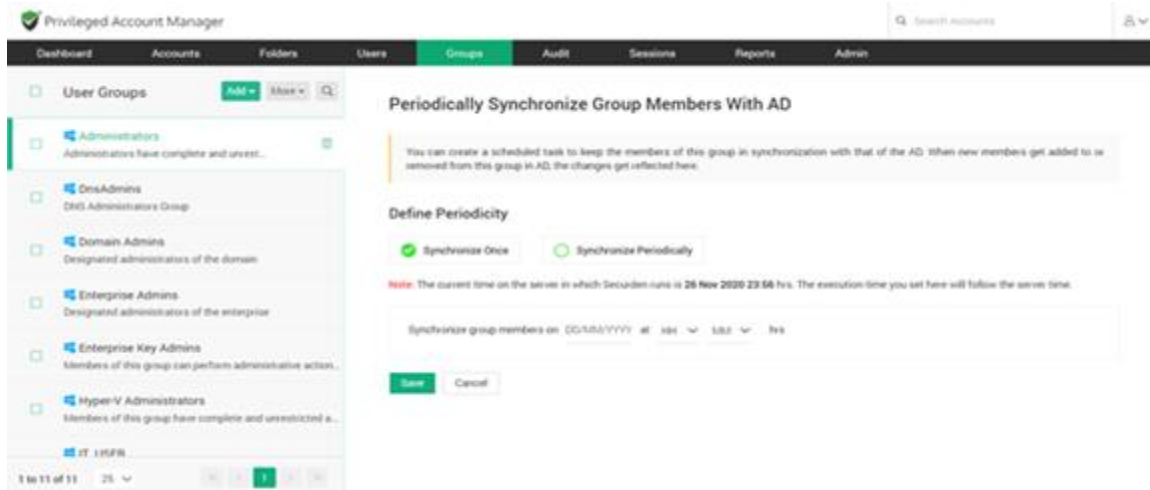 Privileged Account Manager
Search Accounts
Dashboard Accounts Folders Users Groups Audit Sessions Reports Admin
User Groups
Add
More
Administrators
Administrators have complete and unrest...
DnsAdmins
DNS Administrators Group
Domain Admins
Designated administrators of the domain
Enterprise Admins
Designated administrators of the enterprise
Enterprise Key Admins
Members of this group can perform administrative action...
Hyper-V Administrators
Members of this group have complete and unrestricted a...
IT_USER
1 to 11 of 11
25
1
Periodically Synchronize Group Members With AD
You can create a scheduled task to keep the members of this group in synchronization with that of the AD. When new members get added to or
removed from this group in AD, the changes get reflected here.
Define Periodicity
Synchronize Once
Synchronize Periodically
Note: The current time on the server in which Securden runs is 26 Nov 2020 23:56 hrs. The execution time you set here will follow the server time.
Synchronize group members on DD/MM/YYYY at HH MM hrs
Save
Cancel